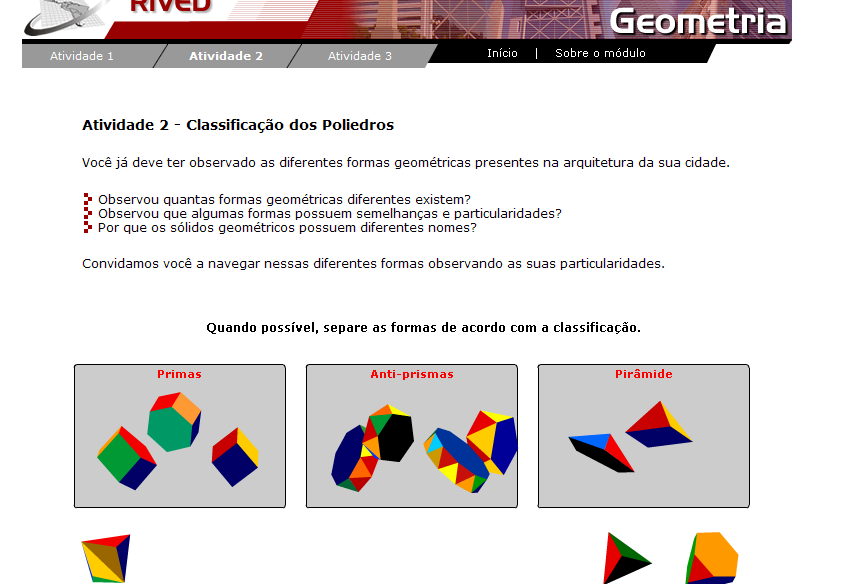 RIVED
Geometria
Atividade 1
Atividade 2
Atividade 3
Início | Sobre o módulo
Atividade 2 - Classificação dos Poliedros
Você já deve ter observado as diferentes formas geométricas presentes na arquitetura da sua cidade.
Observou quantas formas geométricas diferentes existem?
Observou que algumas formas possuem semelhanças e particularidades?
Por que os sólidos geométricos possuem diferentes nomes?
Convidamos você a navegar nessas diferentes formas observando as suas particularidades.
Quando possível, separe as formas de acordo com a classificação.
Primas
Anti-prismas
Pirâmide